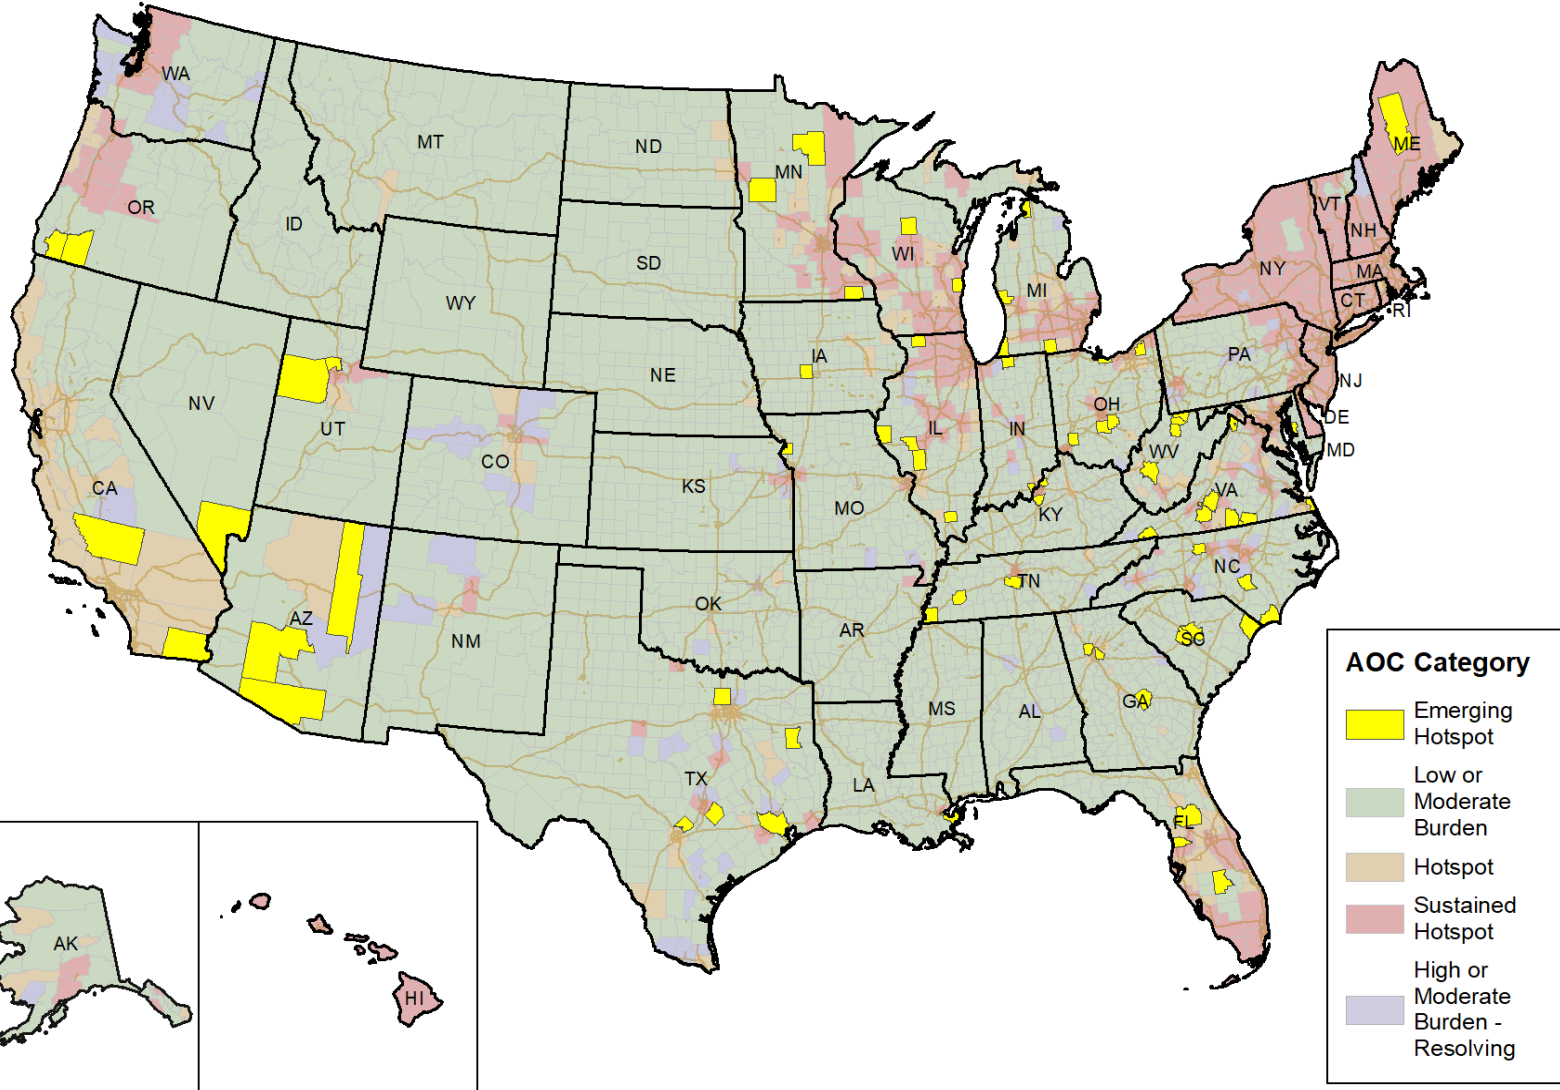 WA
MT
ND
MN
ME
OR
ID
VT
NH
WI
SD
NY
MA
MI
CT
RI
WY
IA
PA
NE
NJ
NV
OH
DE
UT
IL
IN
MD
CO
WV
CA
KS
VA
MO
KY
NC
TN
AZ
OK
AR
SC
NM
MS
AL
GA
TX
LA
FL
AK
HI
AOC Category
Emerging
Hotspot
Low or
Moderate
Burden
Hotspot
Sustained
Hotspot
High or
Moderate
Burden -
Resolving